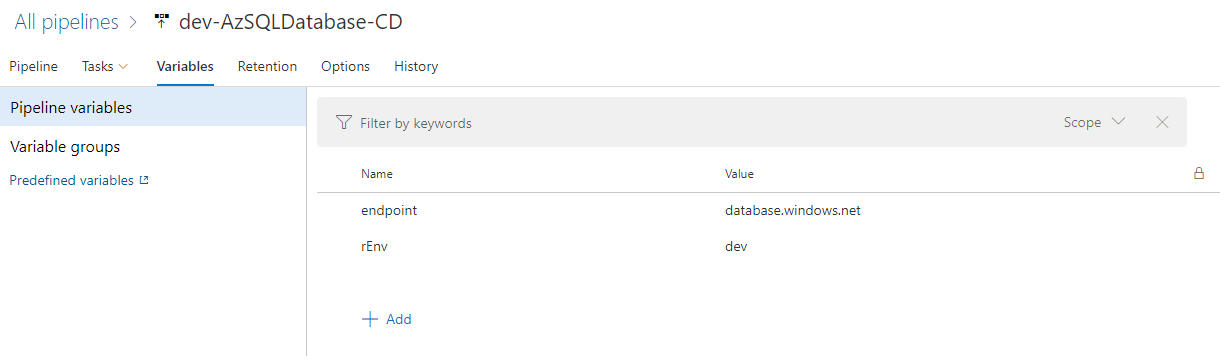 All pipelines > dev-AzSQLDatabase-CD
Pipeline Tasks Variables Retention Options History
Pipeline variables
Variable groups
Predefined variables
Filter by keywords Scope
Name Value
endpoint database.windows.net
rEnv dev
+ Add